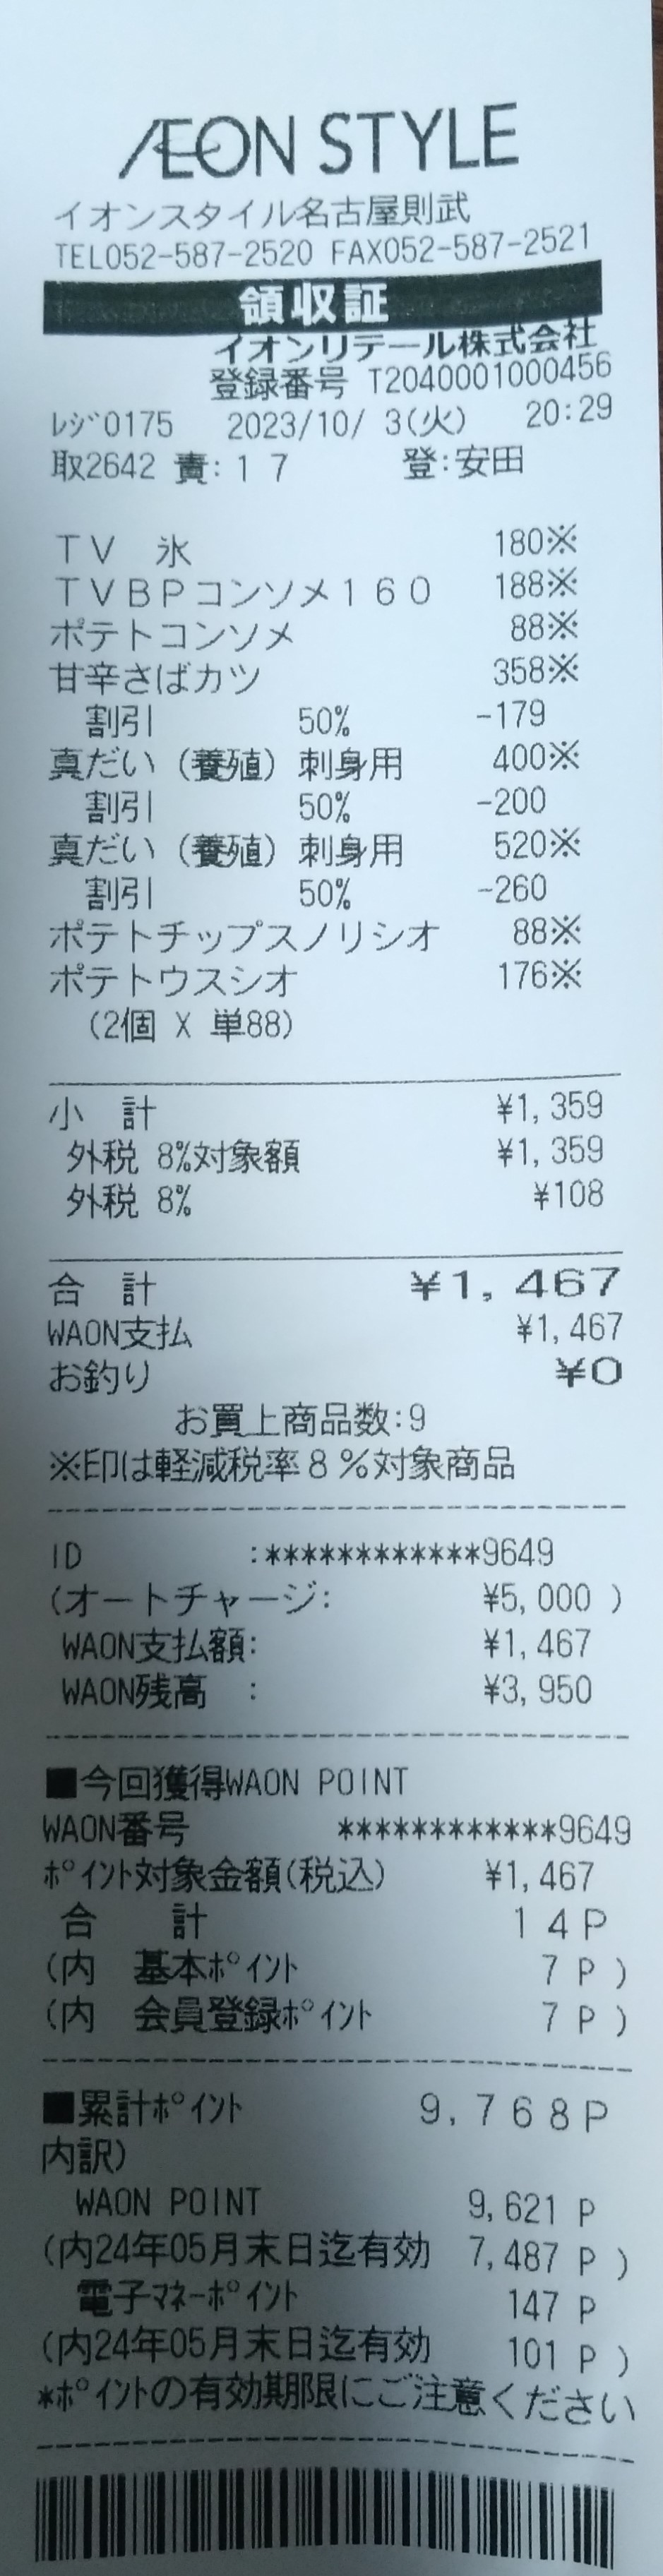 ÆON STYLE
イオンスタイル名古屋則武
TEL052-587-2520 FAX052-587-2521
領収証
イオンリテール株式会社
登録番号 T2040001000456
ﾚｼﾞ0175 2023/10/ 3(火) 20:29
取2642 責:17 登:安田
TV 氷 180※
TVBPコンソメ160 188※
ポテトコンソメ 88※
甘辛さばカツ 358※
割引 50% -179
真だい(養殖)刺身用 400※
割引 50% -200
真だい(養殖)刺身用 520※
割引 50% -260
ポテトチップスノリシオ 88※
ポテトウスシオ 176※
(2個 X 単88)
小 計 ¥1,359
外税 8%対象額 ¥1,359
外税 8% ¥108
合 計 ¥1,467
WAON支払 ¥1,467
お釣り ¥0
お買上商品数:9
※印は軽減税率8%対象商品
ID :************9649
(オートチャージ: ¥5,000 )
WAON支払額: ¥1,467
WAON残高 : ¥3,950
■今回獲得WAON POINT
WAON番号 ************9649
ﾎﾟｲﾝﾄ対象金額(税込) ¥1,467
合 計 14P
(内 基本ﾎﾟｲﾝﾄ 7 P )
(内 会員登録ﾎﾟｲﾝﾄ 7 P )
■累計ﾎﾟｲﾝﾄ 9,768P
内訳)
WAON POINT 9,621 P
(内24年05月末日迄有効 7,487 P )
電子ﾏﾈｰﾎﾟｲﾝﾄ 147 P
(内24年05月末日迄有効 101 P )
*ﾎﾟｲﾝﾄの有効期限にご注意ください